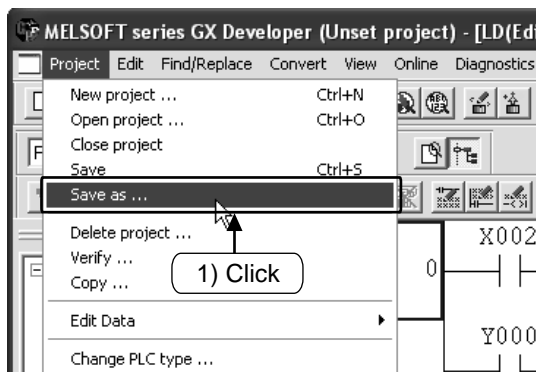 MELSOFT series GX Developer (Unset project) - [LD(Edi
Project Edit Find/Replace Convert View Online Diagnostics
New project ... Ctrl+N
Open project ... Ctrl+O
Close project
Save Ctrl+S
Save as ...
Delete project ...
Verify ...
Copy ...
Edit Data
Change PLC type ...
1) Click
X002
0
Y000